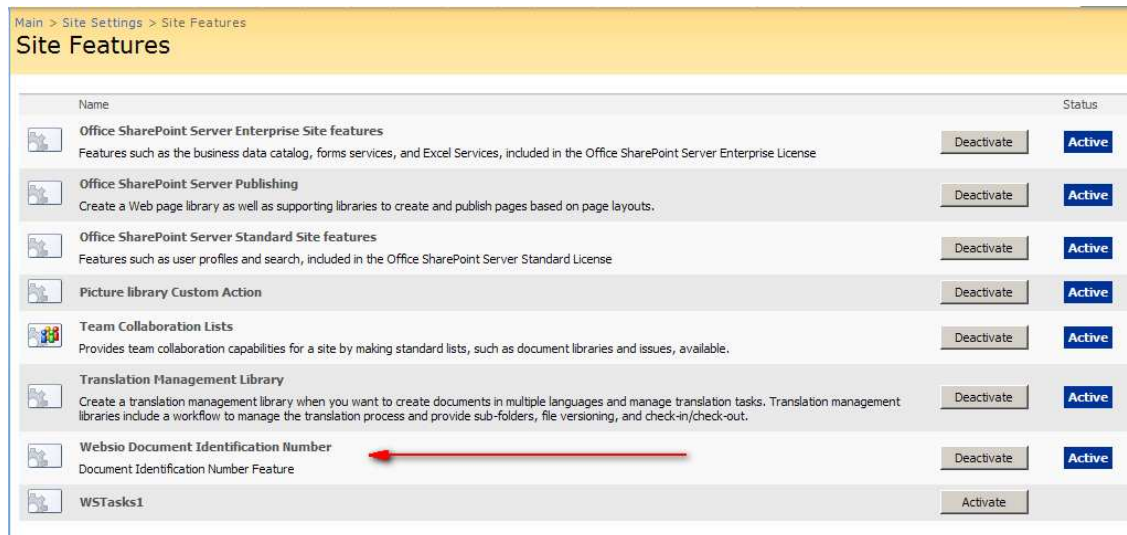 Main > Site Settings > Site Features
Site Features
Name Status
Office SharePoint Server Enterprise Site features
Features such as the business data catalog, forms services, and Excel Services, included in the Office SharePoint Server Enterprise License
Deactivate Active
Office SharePoint Server Publishing
Create a Web page library as well as supporting libraries to create and publish pages based on page layouts.
Deactivate Active
Office SharePoint Server Standard Site features
Features such as user profiles and search, included in the Office SharePoint Server Standard License
Deactivate Active
Picture library Custom Action Deactivate Active
Team Collaboration Lists
Provides team collaboration capabilities for a site by making standard lists, such as document libraries and issues, available.
Deactivate Active
Translation Management Library
Create a translation management library when you want to create documents in multiple languages and manage translation tasks. Translation management
libraries include a workflow to manage the translation process and provide sub-folders, file versioning, and check-in/check-out.
Deactivate Active
Websio Document Identification Number
Document Identification Number Feature
Deactivate Active
WSTasks1 Activate